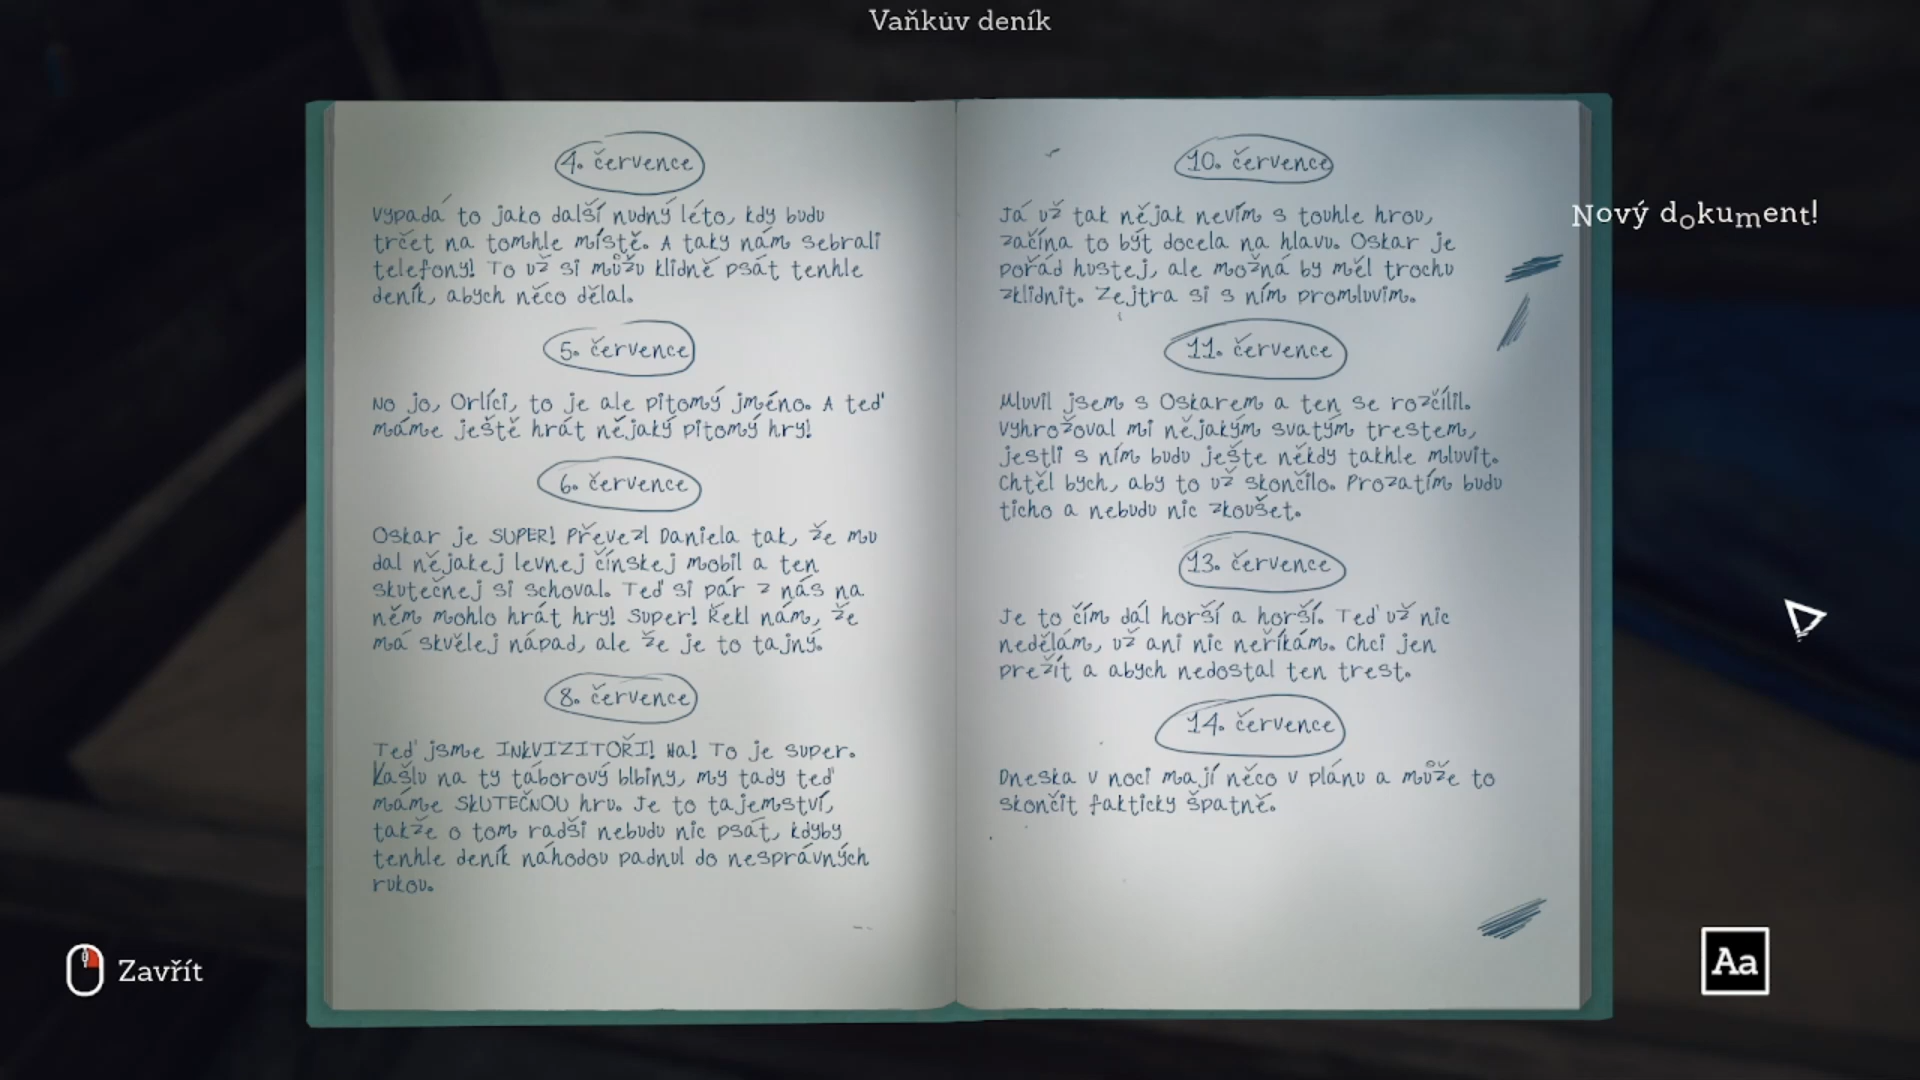 Vaňkův deník
4. července
Vypadá to jako další nudný léto, kdy budu
trčet na tomhle místě. A taky nám sebrali
telefony! To už si můžu klidně psát tenhle
deník, abych něco dělal.
5. července
No jo, Orlíci, to je ale pitomý jméno. A teď
máme ještě hrát nějaký pitomý hry!
6. července
Oskar je SUPER! Převezl Daniela tak, že mu
dal nějakej levnej čínskej mobil a ten
skutečnej si schoval. Teď si pár z nás na
něm mohlo hrát hry! Super! Řekl nám, že
má skvělej nápad, ale že je to tajný.
8. července
Teď jsme INKVIZITOŘI! Ha! To je super.
Kašlu na ty táborový blbiny, my tady teď
máme SKUTEČNOU hru. Je to tajemství,
takže o tom radši nebudu nic psát, kdyby
tenhle deník náhodou padnul do nesprávných
rukou.
10. července
Já už tak nějak nevím s touhle hrou,
začíná to být docela na hlavu. Oskar je
pořád hustej, ale možná by měl trochu
zklidnit. Zejtra si s ním promluvim.
11. července
Mluvil jsem s Oskarem a ten se rozčílil.
Vyhrožoval mi nějakým svatým trestem,
jestli s ním budu ješte někdy takhle mluvit.
Chtěl bych, aby to už skončilo. Prozatím budu
ticho a nebudu nic zkoušet.
13. července
Je to čím dál horší a horší. Teď už nic
nedělám, už ani nic neříkám. Chci jen
prežít a abych nedostal ten trest.
14. července
Dneska v noci mají něco v plánu a může to
skončit fakticky špatně.
Nový dokument!
Zavřít
Aa